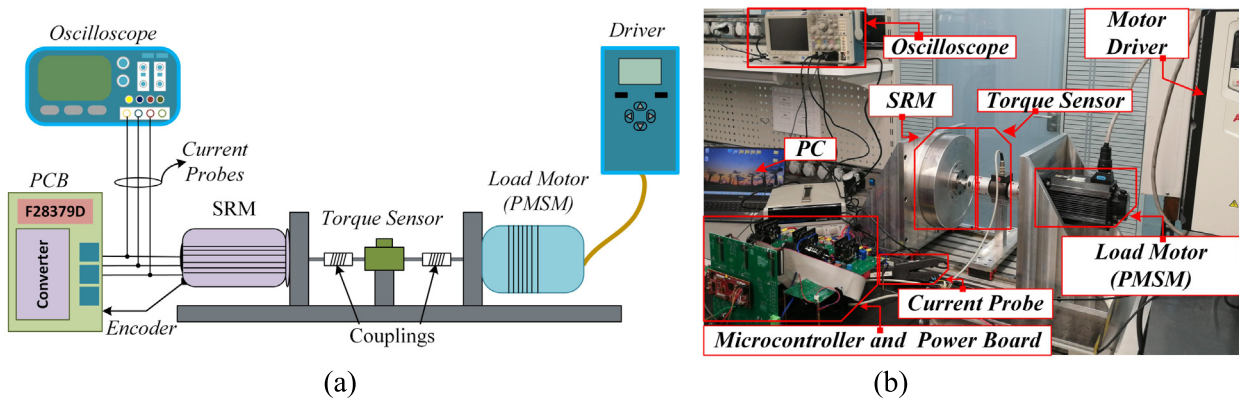 Oscilloscope
Driver
Current
Probes
PCB
F28379D
Converter
SRM
Torque Sensor
Load Motor
(PMSM)
Encoder
Couplings
(a)
Motor
Driver
Oscilloscope
SRM
Torque Sensor
PC
Load Motor
(PMSM)
Current Probe
Microcontroller and Power Board
(b)